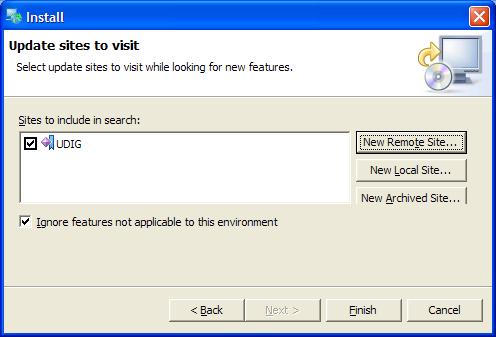 Install
Update sites to visit
Select update sites to visit while looking for new features.
Sites to include in search:
UDIG
New Remote Site...
New Local Site...
New Archived Site...
Ignore features not applicable to this environment
< Back
Next >
Finish
Cancel